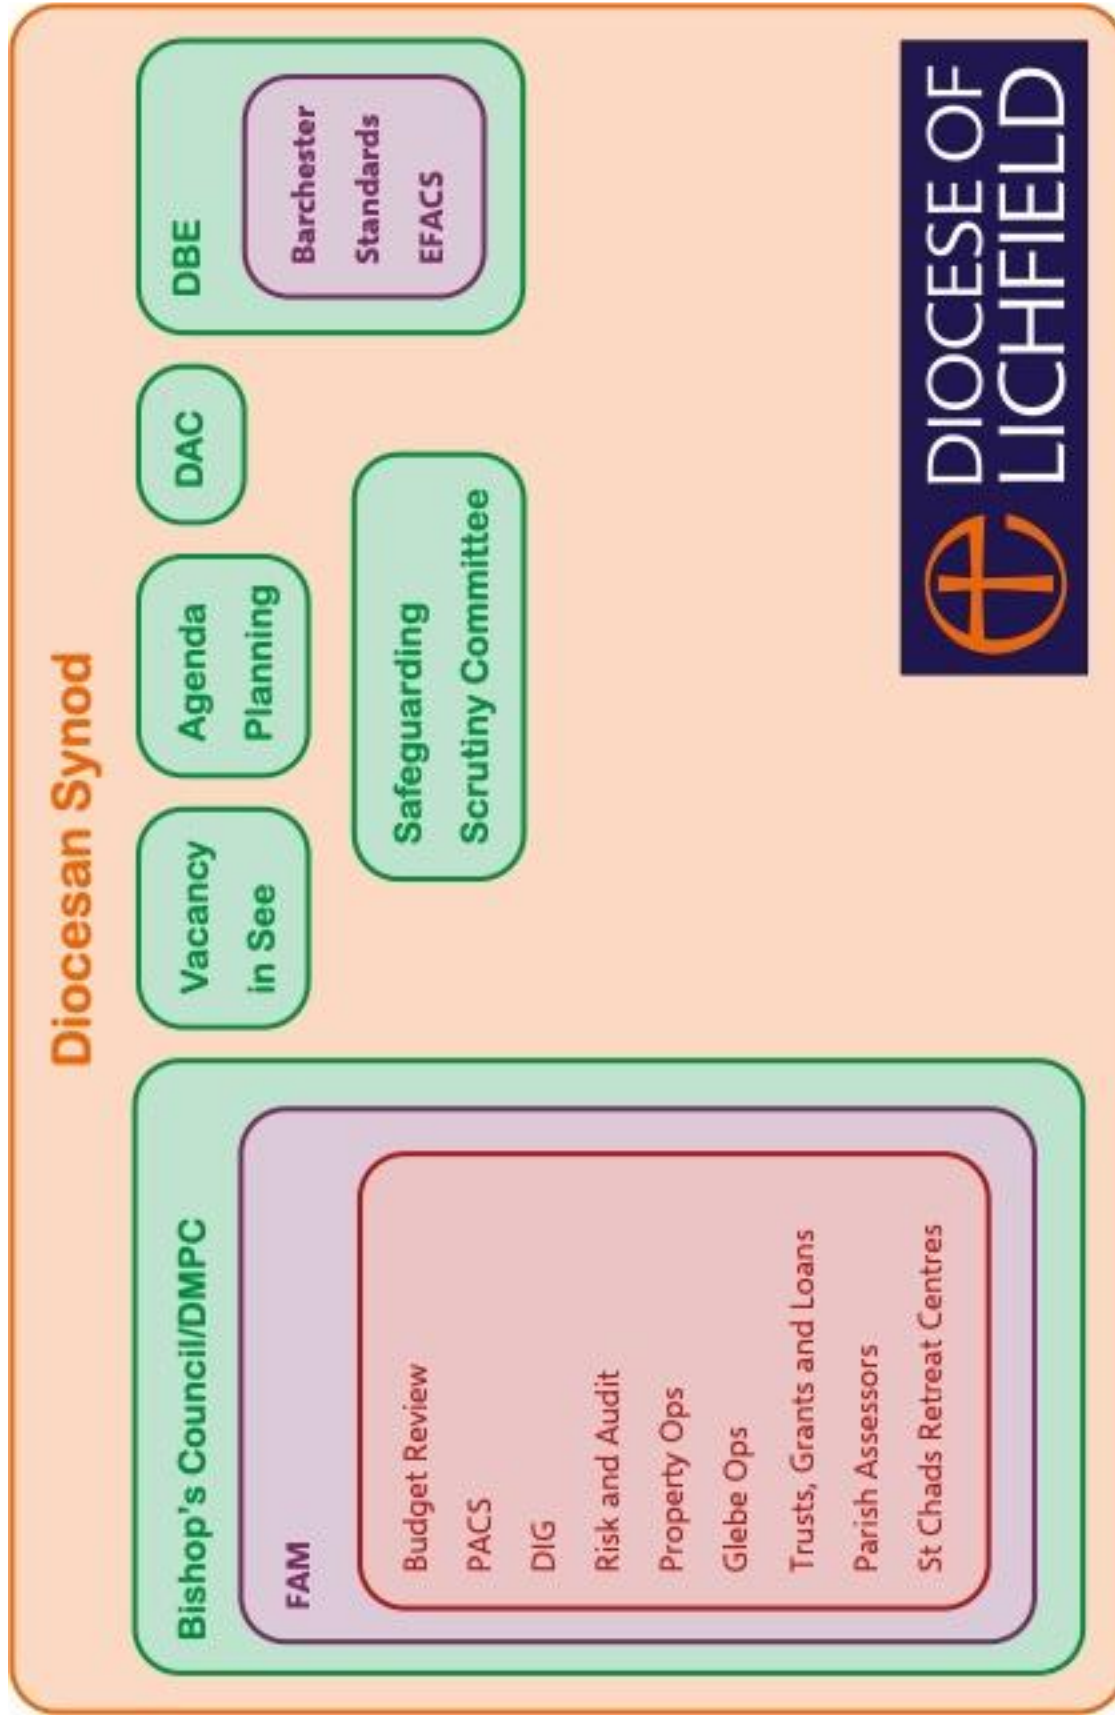 Diocesan Synod
Bishop's Council/DMPC
FAM
Budget Review
PACS
DIG
Risk and Audit
Property Ops
Glebe Ops
Trusts, Grants and Loans
Parish Assessors
St Chads Retreat Centres
Vacancy
in See
Agenda
Planning
DAC
Safeguarding
Scrutiny Committee
DBE
Barchester
Standards
EFACS
DIOCESE OF
LICHFIELD